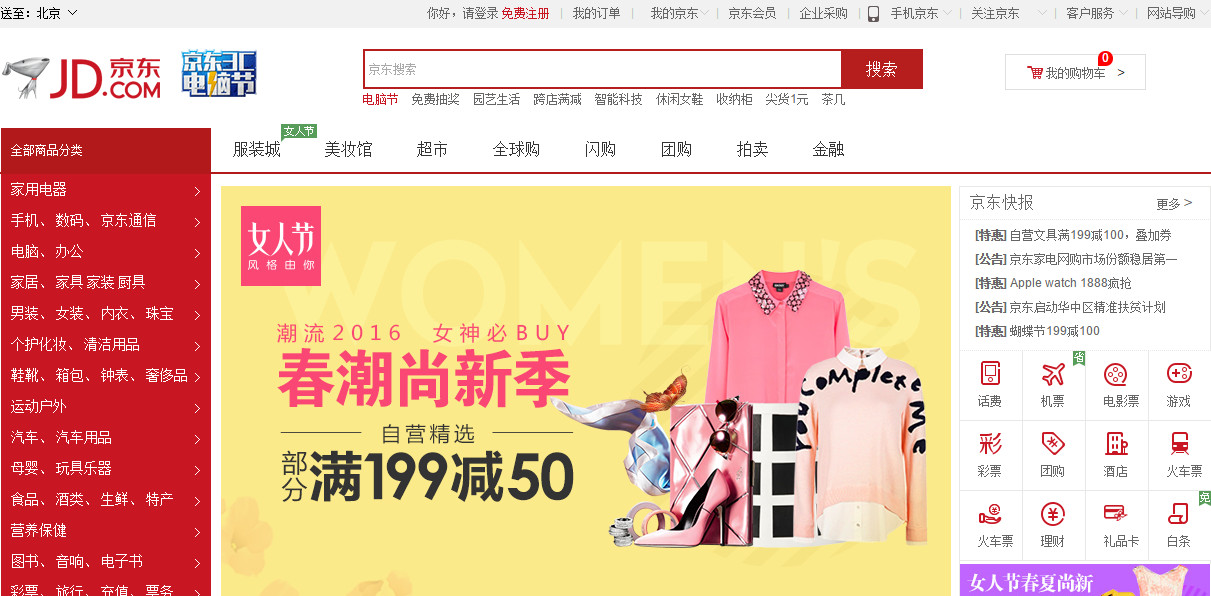 送至：北京
你好，请登录 免费注册 我的订单 我的京东 京东会员 企业采购 手机京东 关注京东 客户服务 网站导购
JD.COM 京东
京东3C
电脑节
京东搜索
搜索
0
我的购物车 >
电脑节 免费抽奖 园艺生活 跨店满减 智能科技 休闲女鞋 收纳柜 尖货1元 茶几
女人节
全部商品分类
服装城 美妆馆 超市 全球购 闪购 团购 拍卖 金融
家用电器
手机、数码、京东通信
电脑、办公
家居、家具 家装 厨具
男装、女装、内衣、珠宝
个护化妆、清洁用品
鞋靴、箱包、钟表、奢侈品
运动户外
汽车、汽车用品
母婴、玩具乐器
食品、酒类、生鲜、特产
营养保健
图书、音响、电子书
彩票、旅行、充值、票务
女人节
风格由你
WOMEN'S
潮流2016 女神必BUY
春潮尚新季
自营精选
部分 满199减50
Complexe
京东快报
更多 >
[特惠] 自营文具满199减100，叠加券
[公告] 京东家电网购市场份额稳居第一
[特惠] Apple watch 1888疯抢
[公告] 京东启动华中区精准扶贫计划
[特惠] 蝴蝶节199减100
省
话费 机票 电影票 游戏
彩
彩票 团购 酒店 火车票
免
火车票 理财 礼品卡 白条
女人节春夏尚新